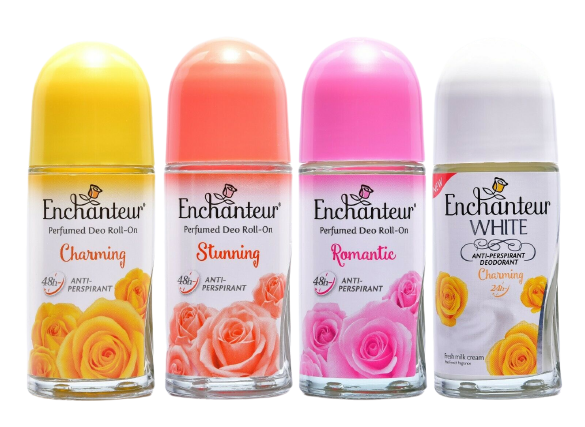 Enchanteur®
Perfumed Deo Roll-On
Charming
48h
ANTI-
PERSPIRANT
Enchanteur®
Perfumed Deo Roll-On
Stunning
48h
ANTI-
PERSPIRANT
Enchanteur®
Perfumed Deo Roll-On
Romantic
48h
ANTI-
PERSPIRANT
NEW
Enchanteur
WHITE
ANTI-PERSPIRANT
DEODORANT
Charming
24h
Fresh milk cream